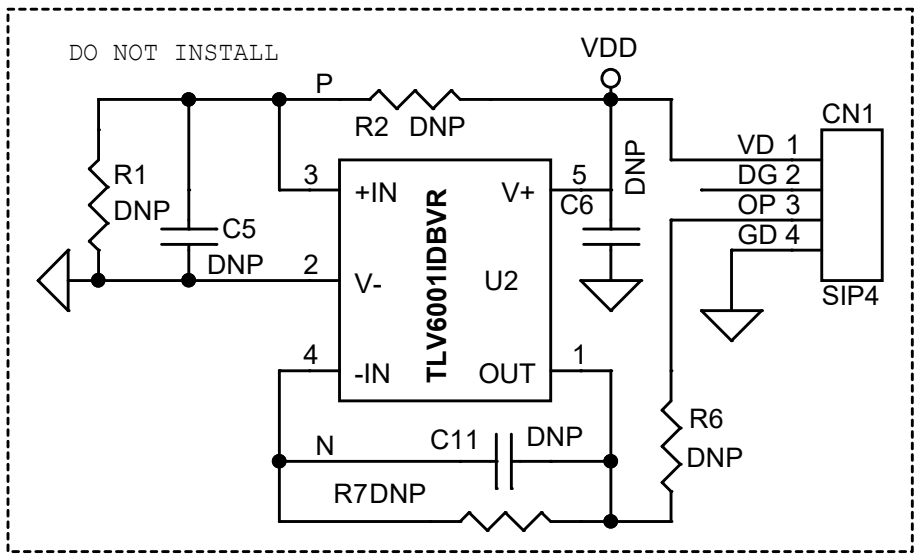 DO NOT INSTALL
VDD
P
R2 DNP
CN1
VD 1
DG 2
OP 3
GD 4
SIP4
R1
DNP
C5
DNP
3
+IN
V+
5
C6
DNP
2
V-
U2
TLV6001IDBVR
4
-IN
OUT
1
N
C11
DNP
R7DNP
R6
DNP